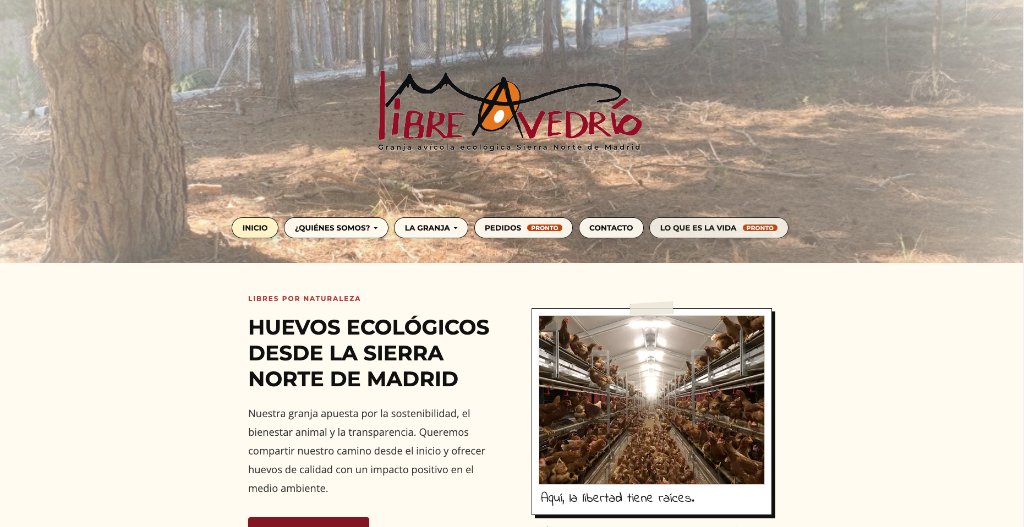 LIBRE AVEDRÍO
Granja avícola ecológica Sierra Norte de Madrid
INICIO
¿QUIÉNES SOMOS?
LA GRANJA
PEDIDOS PRONTO
CONTACTO
LO QUE ES LA VIDA PRONTO
LIBRES POR NATURALEZA
HUEVOS ECOLÓGICOS
DESDE LA SIERRA
NORTE DE MADRID
Nuestra granja apuesta por la sostenibilidad, el
bienestar animal y la transparencia. Queremos
compartir nuestro camino desde el inicio y ofrecer
huevos de calidad con un impacto positivo en el
medio ambiente.
Aquí, la libertad tiene raíces.